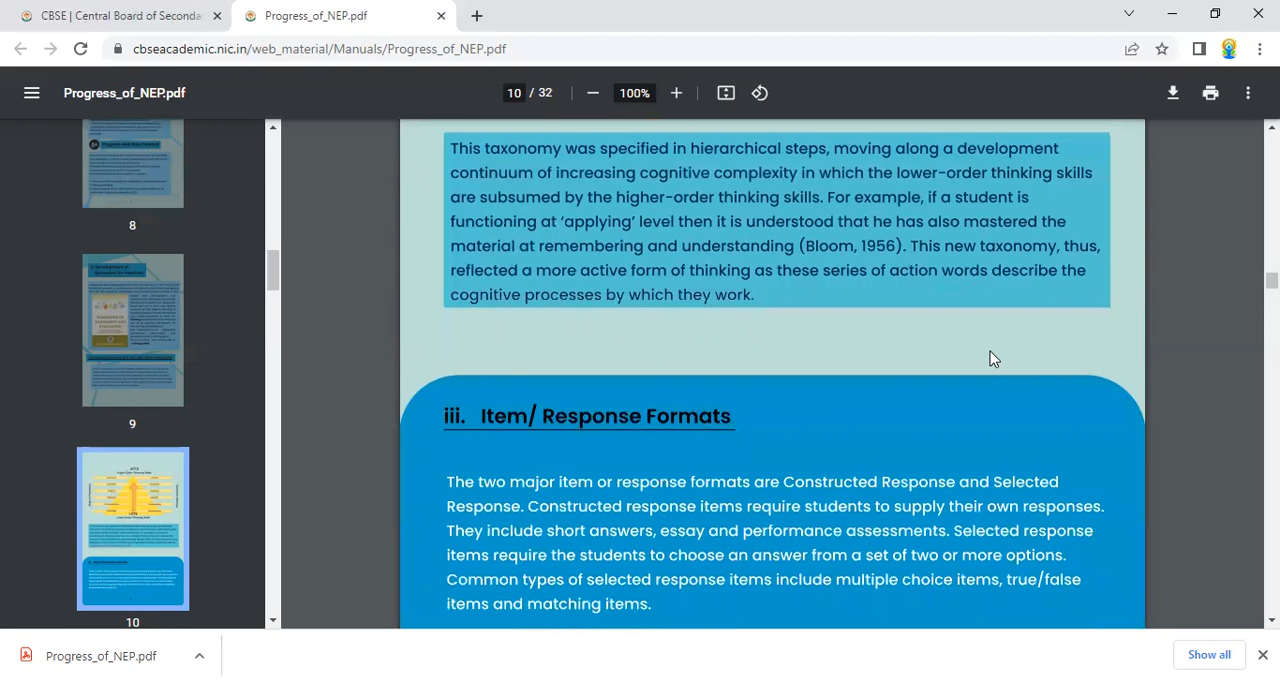 CBSE | Central Board of Seconda
Progress_of_NEP.pdf
cbseacademic.nic.in/web_material/Manuals/Progress_of_NEP.pdf
Progress_of_NEP.pdf
10 / 32
100%
8
9
10
This taxonomy was specified in hierarchical steps, moving along a development
continuum of increasing cognitive complexity in which the lower-order thinking skills
are subsumed by the higher-order thinking skills. For example, if a student is
functioning at ‘applying’ level then it is understood that he has also mastered the
material at remembering and understanding (Bloom, 1956). This new taxonomy, thus,
reflected a more active form of thinking as these series of action words describe the
cognitive processes by which they work.
iii. Item/ Response Formats
The two major item or response formats are Constructed Response and Selected
Response. Constructed response items require students to supply their own responses.
They include short answers, essay and performance assessments. Selected response
items require the students to choose an answer from a set of two or more options.
Common types of selected response items include multiple choice items, true/false
items and matching items.
Progress_of_NEP.pdf
Show all